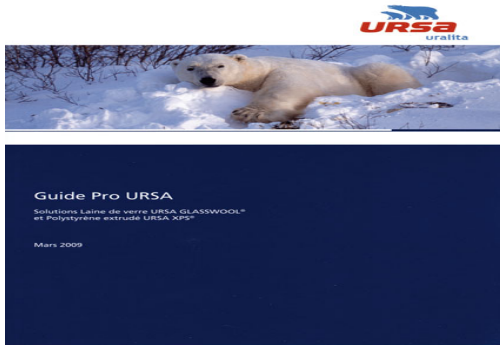 URSA
uralita
Guide Pro URSA
Solutions Laine de verre URSA GLASSWOOL®
et Polystyrène extrudé URSA XPS®
Mars 2009